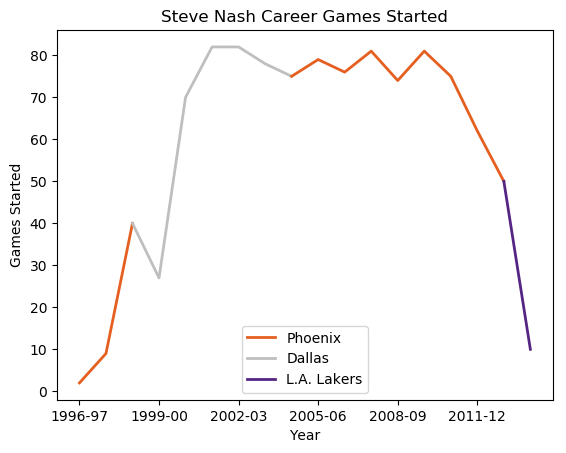 Steve Nash Career Games Started
Games Started
80
70
60
50
40
30
20
10
0
Phoenix
Dallas
L.A. Lakers
1996-97 1999-00 2002-03 2005-06 2008-09 2011-12
Year